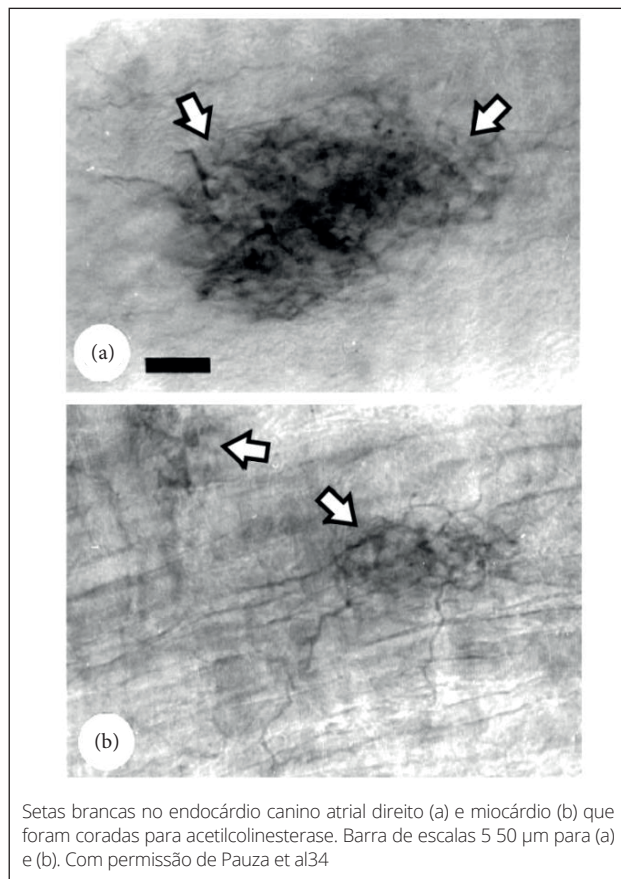 (a)
(b)
Setas brancas no endocárdio canino atrial direito (a) e miocárdio (b) que
foram coradas para acetilcolinesterase. Barra de escalas 5 50 µm para (a)
e (b). Com permissão de Pauza et al34